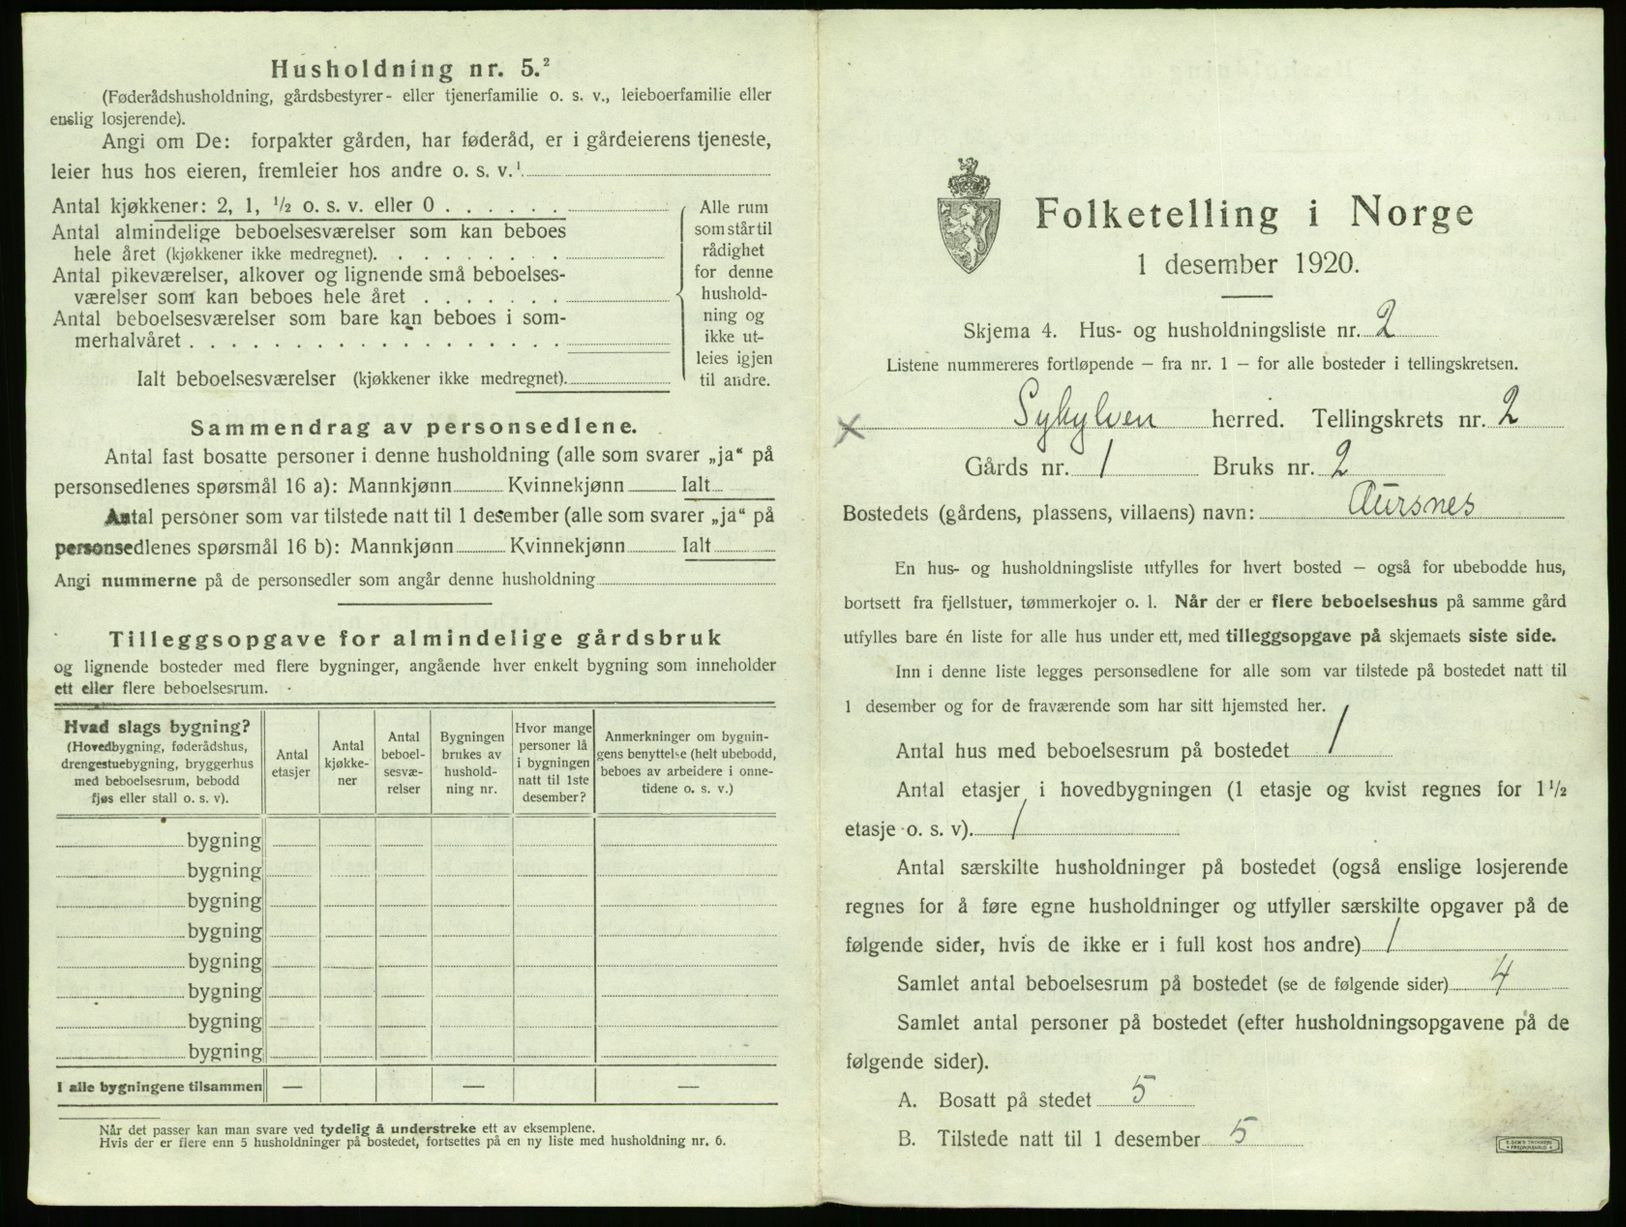 Husholdning nr. 5.²
(Føderådshusholdning, gårdsbestyrer- eller tjenerfamilie o. s. v., leieboerfamilie eller
enslig losjerende).
Angi om De: forpakter gården, har føderåd, er i gårdeierens tjeneste,
leier hus hos eieren, fremleier hos andre o. s. v.¹
Antal kjøkkener: 2, 1, ½ o. s. v. eller 0 . . . . . .
Antal almindelige beboelsesværelser som kan beboes
hele året (kjøkkener ikke medregnet). . . . . . . .
Antal pikeværelser, alkover og lignende små beboelses-
værelser som kan beboes hele året . . . . . . .
Antal beboelsesværelser som bare kan beboes i som-
merhalvåret . . . . . . . . . . . . . . . . .
Ialt beboelsesværelser (kjøkkener ikke medregnet).
Alle rum
som står til
rådighet
for denne
hushold-
ning og
ikke ut-
leies igjen
til andre.
Sammendrag av personsedlene.
Antal fast bosatte personer i denne husholdning (alle som svarer „ja“ på
personsedlenes spørsmål 16 a): Mannkjønn Kvinnekjønn Ialt
Antal personer som var tilstede natt til 1 desember (alle som svarer „ja“ på
personsedlenes spørsmål 16 b): Mannkjønn Kvinnekjønn Ialt
Angi nummerne på de personsedler som angår denne husholdning
Tilleggsopgave for almindelige gårdsbruk
og lignende bosteder med flere bygninger, angående hver enkelt bygning som inneholder
ett eller flere beboelsesrum.
Hvad slags bygning?
(Hovedbygning, føderådshus,
drengestuebygning, bryggerhus
med beboelsesrum, bebodd
fjøs eller stall o. s. v).
Antal
etasjer
Antal
kjøkke-
ner
Antal
beboel-
sesvæ-
relser
Bygningen
brukes av
hushold-
ning nr.
Hvor mange
personer lå
i bygningen
natt til 1ste
desember?
Anmerkninger om bygnin-
gens benyttelse (helt ubebodd,
beboes av arbeidere i onne-
tidene o. s. v.)
bygning
bygning
bygning
bygning
bygning
bygning
bygning
bygning
I alle bygningene tilsammen — — —
Når det passer kan man svare ved tydelig å understreke ett av eksemplene.
Hvis der er flere enn 5 husholdninger på bostedet, fortsettes på en ny liste med husholdning nr. 6.
Folketelling i Norge
1 desember 1920.
Skjema 4. Hus- og husholdningsliste nr. 2
Listene nummereres fortløpende — fra nr. 1 — for alle bosteder i tellingskretsen.
Sykylven herred. Tellingskrets nr. 2
Gårds nr. 1 Bruks nr. 2
Bostedets (gårdens, plassens, villaens) navn: Aursnes
En hus- og husholdningsliste utfylles for hvert bosted — også for ubebodde hus,
bortsett fra fjellstuer, tømmerkojer o. l. Når der er flere beboelseshus på samme gård
utfylles bare én liste for alle hus under ett, med tilleggsopgave på skjemaets siste side.
Inn i denne liste legges personsedlene for alle som var tilstede på bostedet natt til
1 desember og for de fraværende som har sitt hjemsted her.
Antal hus med beboelsesrum på bostedet 1
Antal etasjer i hovedbygningen (1 etasje og kvist regnes for 1½
etasje o. s. v). 1
Antal særskilte husholdninger på bostedet (også enslige losjerende
regnes for å føre egne husholdninger og utfyller særskilte opgaver på de
følgende sider, hvis de ikke er i full kost hos andre) 1
Samlet antal beboelsesrum på bostedet (se de følgende sider) 4
Samlet antal personer på bostedet (efter husholdningsopgavene på de
følgende sider).
A. Bosatt på stedet 5
B. Tilstede natt til 1 desember 5